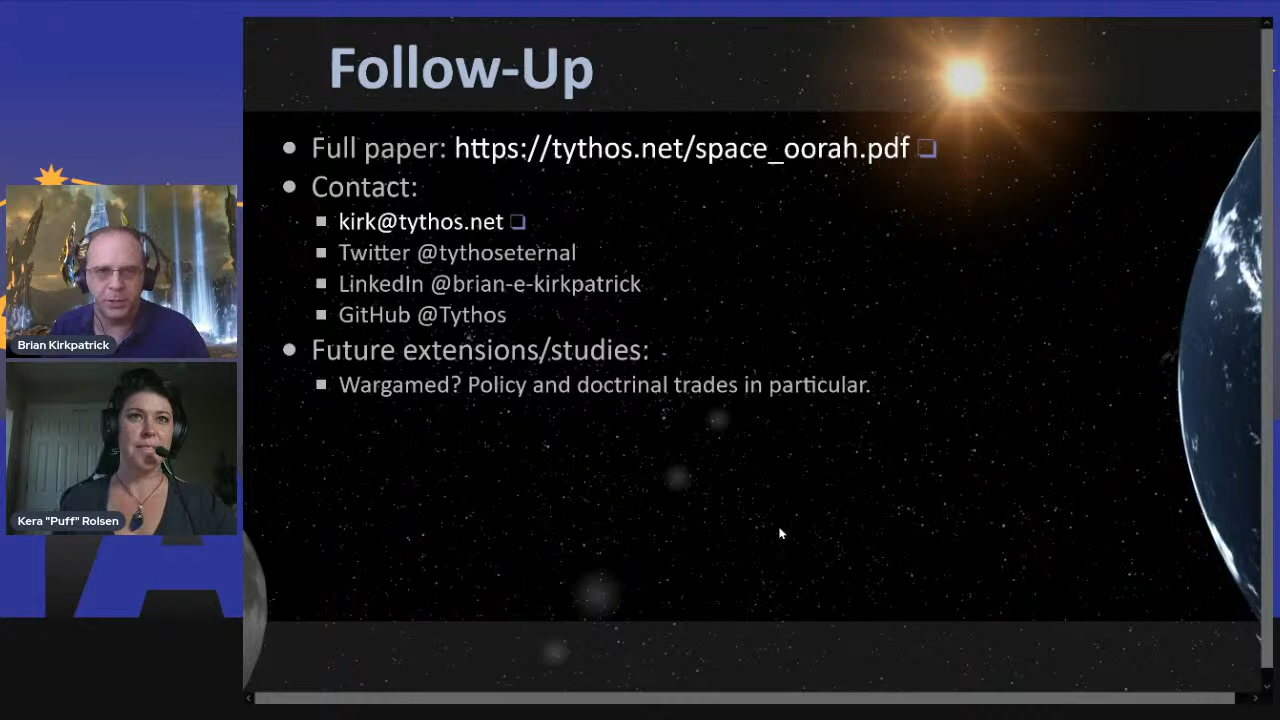 Follow-Up
Full paper: https://tythos.net/space_oorah.pdf
Contact:
kirk@tythos.net
Twitter @tythoseternal
LinkedIn @brian-e-kirkpatrick
GitHub @Tythos
Future extensions/studies:
Wargamed? Policy and doctrinal trades in particular.
Brian Kirkpatrick
Kera "Puff" Rolsen